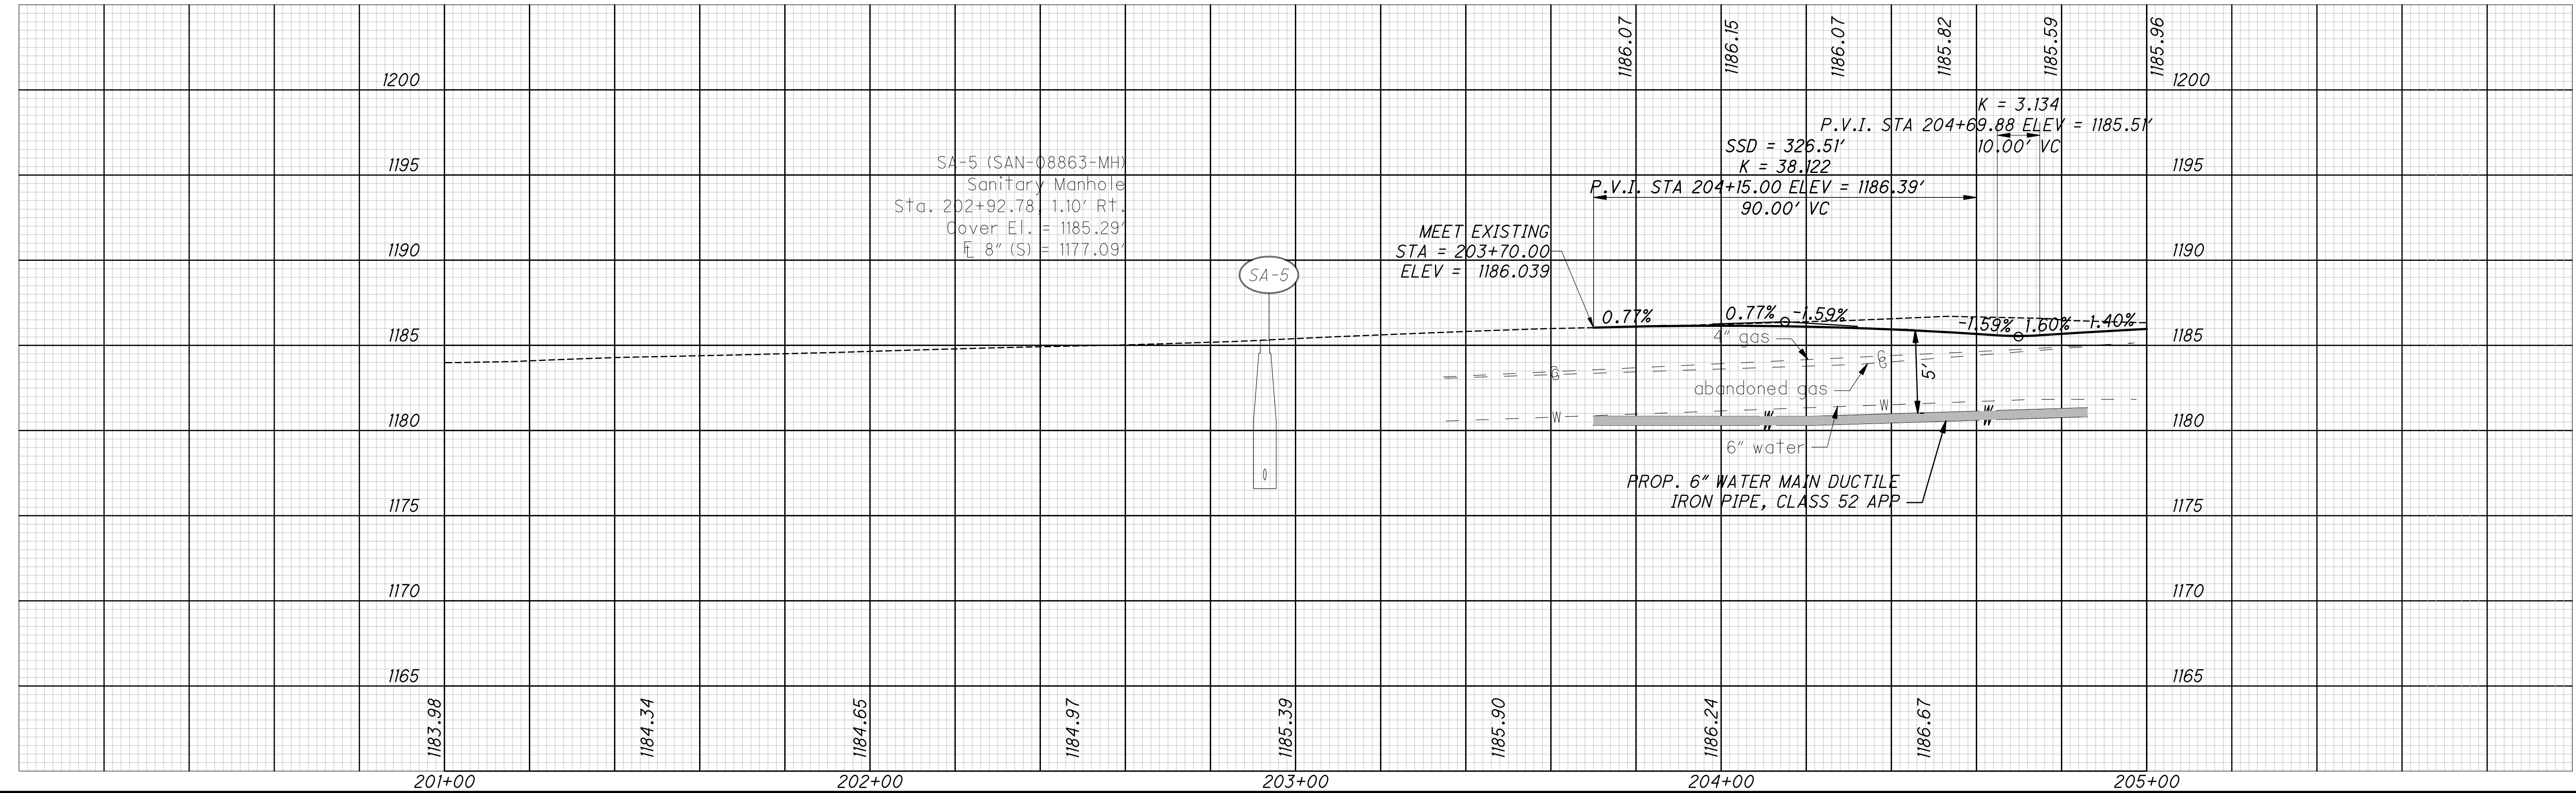 1186.07
1186.15
1186.07
1185.82
1185.59
1185.96
1200
1200
K = 3.134
P.V.I. STA 204+69.88 ELEV = 1185.51'
10.00' VC
SSD = 326.51'
K = 38.122
P.V.I. STA 204+15.00 ELEV = 1186.39'
90.00' VC
1195
1195
SA-5 (SAN-08863-MH)
Sanitary Manhole
Sta. 202+92.78, 1.10' Rt.
Cover El. = 1185.29'
FL 8" (S) = 1177.09'
MEET EXISTING
STA = 203+70.00
ELEV = 1186.039
1190
1190
SA-5
0.77%
0.77%
-1.59%
-1.59%
1.60%
1.40%
1185
1185
4" gas
G
G
G
G
5'
abandoned gas
W
W
W
W
1180
1180
6" water
PROP. 6" WATER MAIN DUCTILE
IRON PIPE, CLASS 52 APP
1175
1175
1170
1170
1165
1165
1183.98
1184.34
1184.65
1184.97
1185.39
1185.90
1186.24
1186.67
201+00
202+00
203+00
204+00
205+00